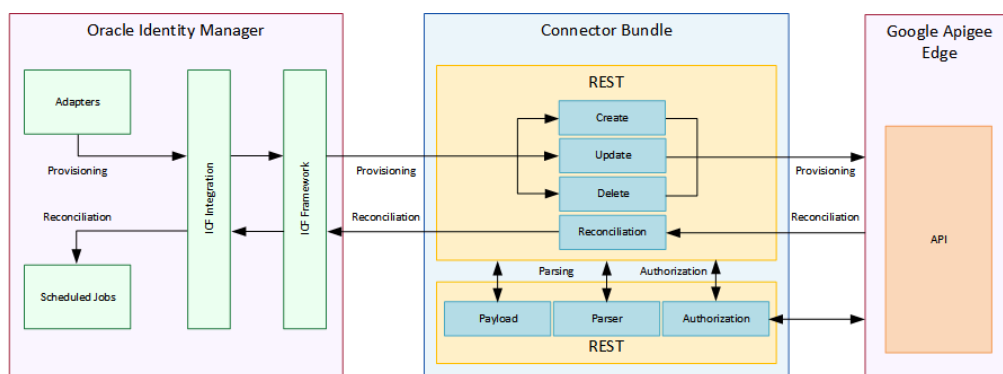 Oracle Identity Manager
Connector Bundle
Google Apigee
Edge
Adapters
Provisioning
Reconciliation
Scheduled Jobs
ICF Integration
ICF Framework
Provisioning
Reconciliation
REST
Create
Update
Delete
Reconciliation
Parsing
Authorization
Payload
Parser
Authorization
REST
Provisioning
Reconciliation
API